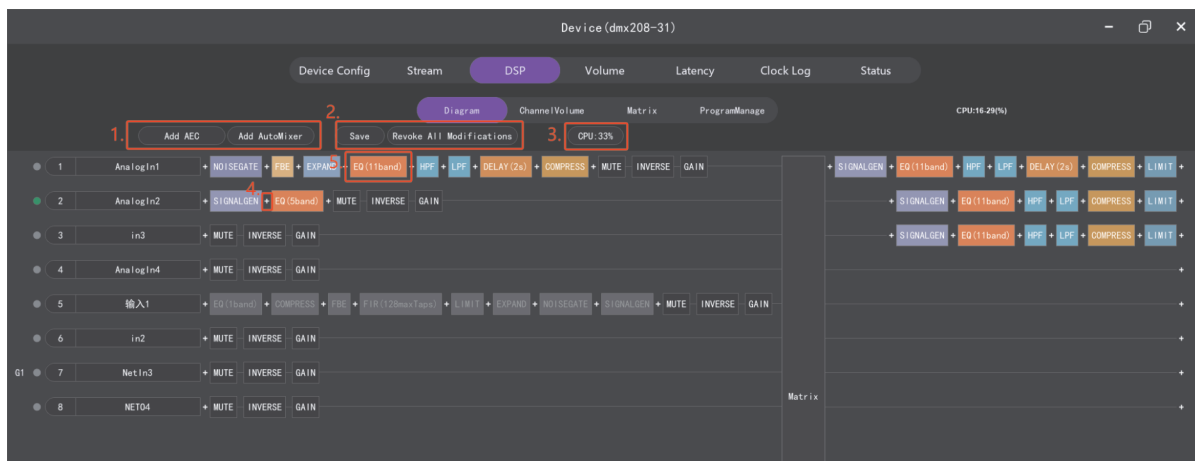 Device(dmx208-31)
Device Config Stream DSP Volume Latency Clock Log Status
Diagram ChannelVolume Matrix ProgramManage CPU:16-29(%)
1. Add AEC Add AutoMixer 2. Save Revoke All Modifications 3. CPU:33%
5.
1 AnalogIn1 + NOISEGATE + FBE + EXPAND + EQ(11band) + HPF + LPF + DELAY(2s) + COMPRESS + MUTE INVERSE GAIN + SIGNALGEN + EQ(11band) + HPF + LPF + DELAY(2s) + COMPRESS + LIMIT +
4.
2 AnalogIn2 + SIGNALGEN + EQ(5band) + MUTE INVERSE GAIN + SIGNALGEN + EQ(11band) + HPF + LPF + COMPRESS + LIMIT +
3 in3 + MUTE INVERSE GAIN + SIGNALGEN + EQ(11band) + HPF + LPF + COMPRESS + LIMIT +
4 AnalogIn4 + MUTE INVERSE GAIN +
5 输入1 + EQ(1band) + COMPRESS + FBE + FIR(128maxTaps) + LIMIT + EXPAND + NOISEGATE + SIGNALGEN + MUTE INVERSE GAIN +
6 in2 + MUTE INVERSE GAIN +
G1 7 NetIn3 + MUTE INVERSE GAIN +
Matrix
8 NET04 + MUTE INVERSE GAIN +